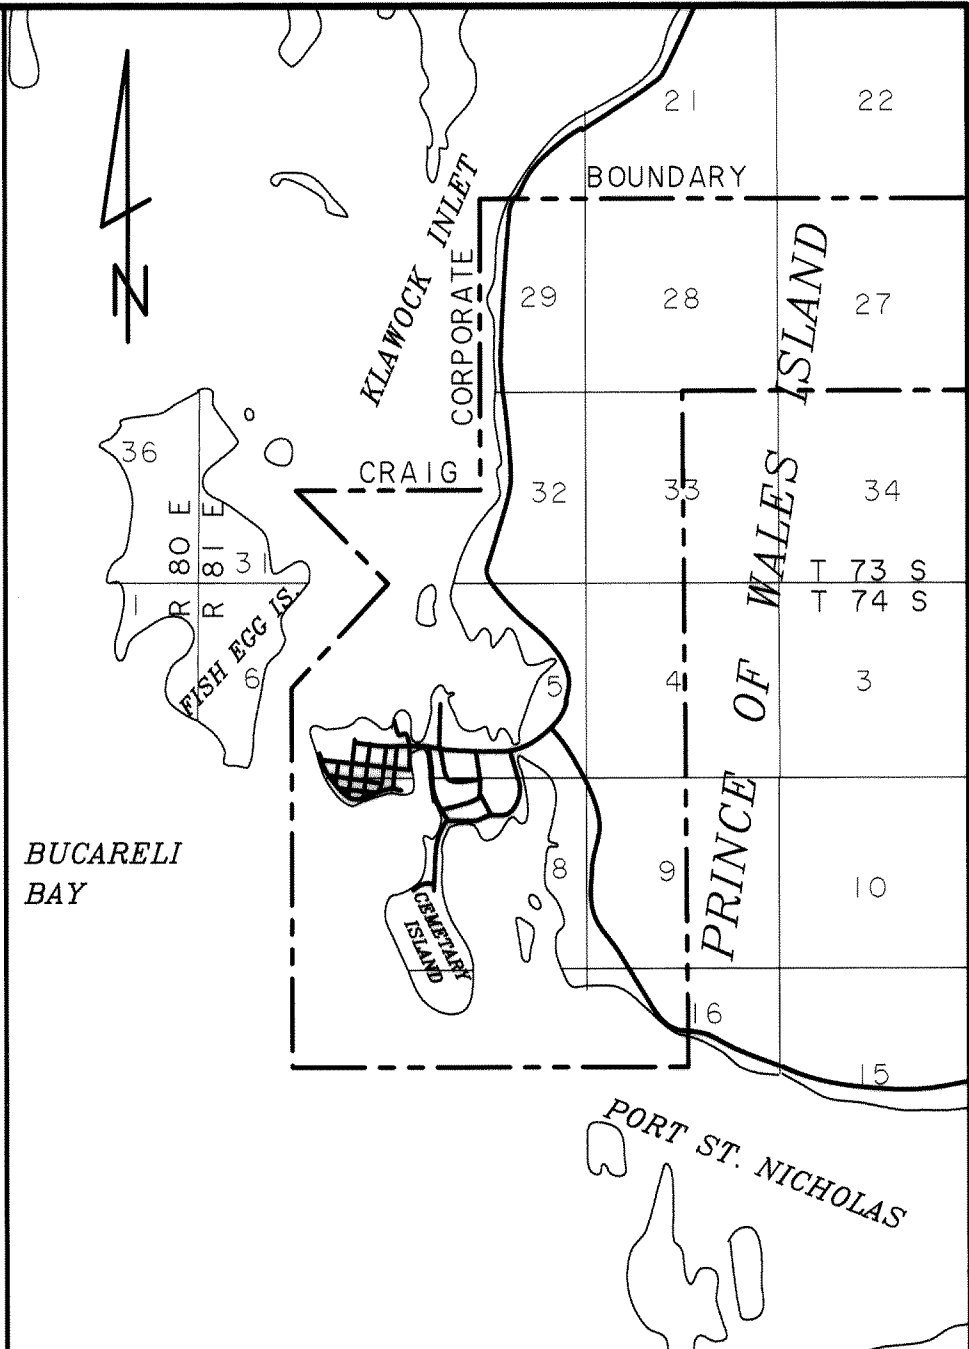 21
22
BOUNDARY
N
KLAWOCK INLET
CORPORATE
29
28
27
PRINCE OF WALES ISLAND
36
CRAIG
32
33
34
R 80 E
R 81 E
31
T 73 S
T 74 S
1
FISH EGG IS.
6
5
4
3
BUCARELI
BAY
8
9
10
CEMETARY
ISLAND
16
15
PORT ST. NICHOLAS